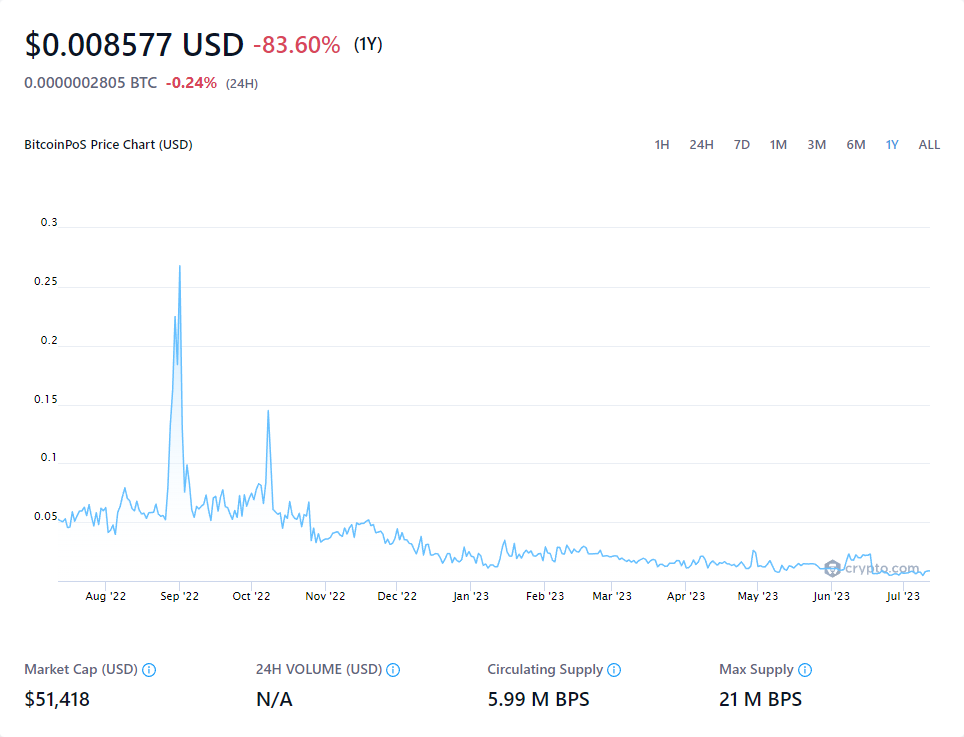 $0.008577 USD -83.60% (1Y)
0.0000002805 BTC -0.24% (24H)
BitcoinPoS Price Chart (USD) 1H 24H 7D 1M 3M 6M 1Y ALL
0.3
0.25
0.2
0.15
0.1
0.05
crypto.com
Aug '22 Sep '22 Oct '22 Nov '22 Dec '22 Jan '23 Feb '23 Mar '23 Apr '23 May '23 Jun '23 Jul '23
Market Cap (USD) 24H VOLUME (USD) Circulating Supply Max Supply
$51,418 N/A 5.99 M BPS 21 M BPS